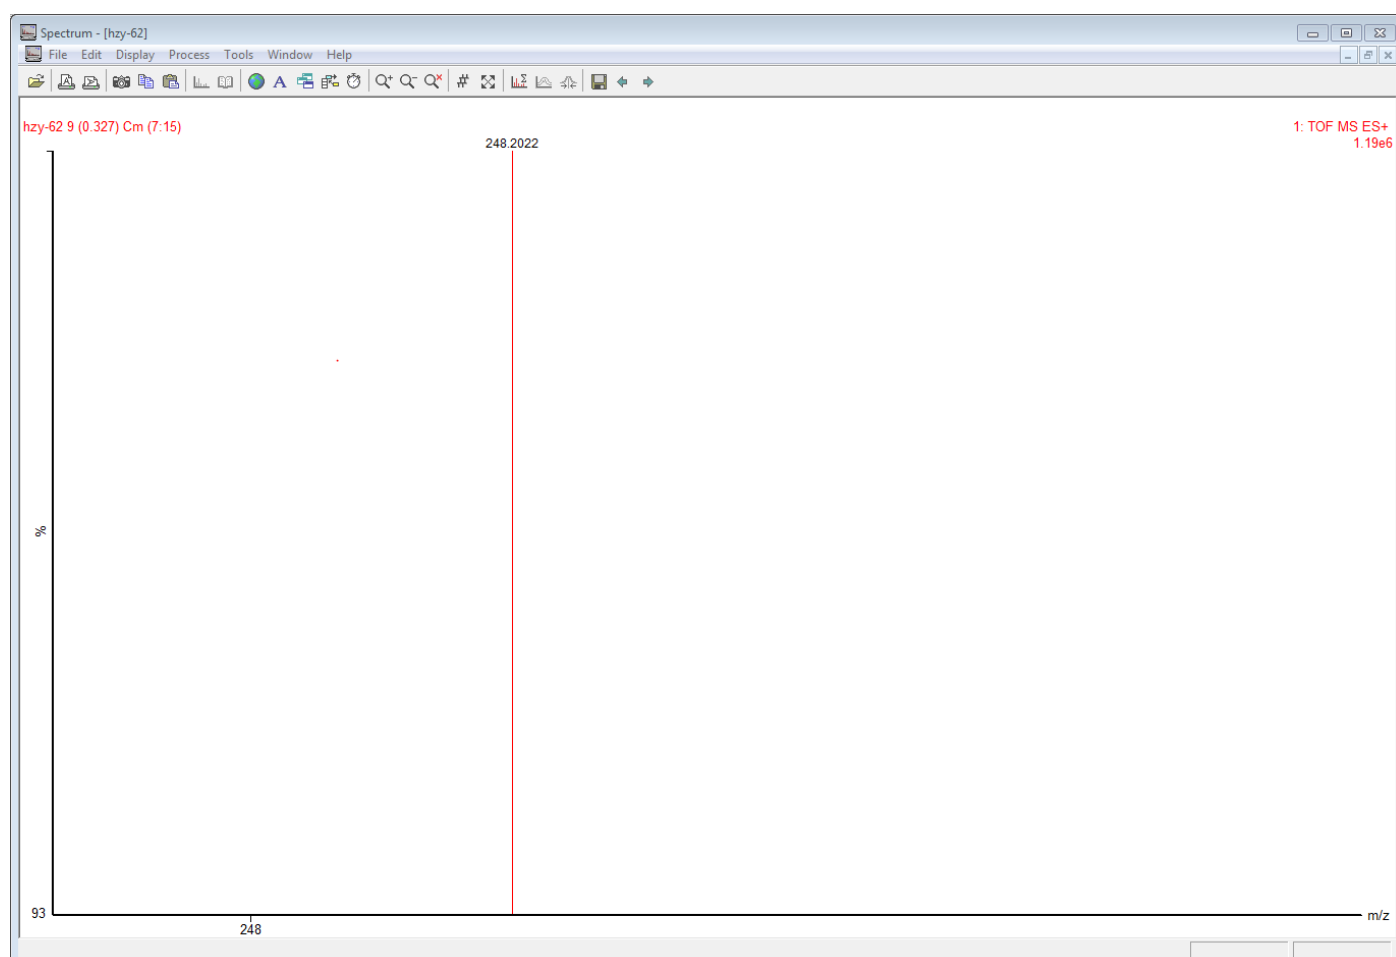 Spectrum - [hzy-62]
File Edit Display Process Tools Window Help
hzy-62 9 (0.327) Cm (7:15)
1: TOF MS ES+
1.19e6
248.2022
%
93
248
m/z